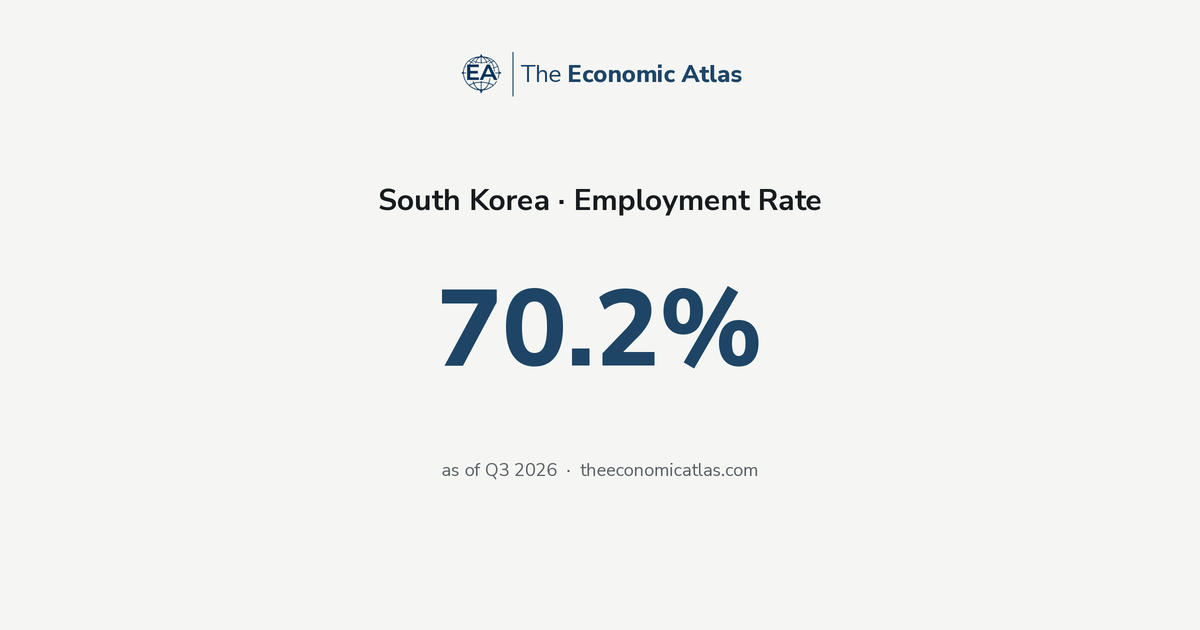 EA The Economic Atlas
South Korea · Employment Rate
70.2%
as of Q3 2026 · theeconomicatlas.com